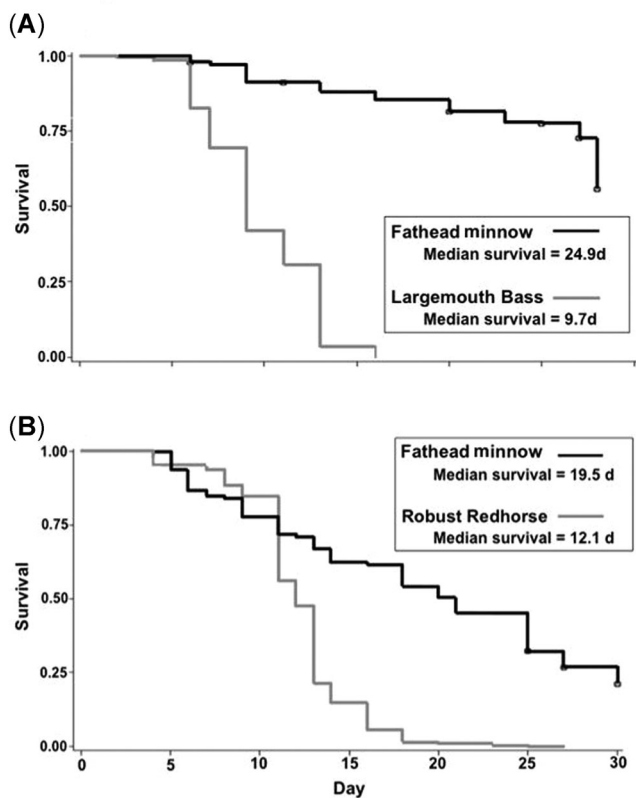 (A)
1.00
0.75
0.50
0.25
0.00
Survival
Fathead minnow
Median survival = 24.9d
Largemouth Bass
Median survival = 9.7d
(B)
1.00
0.75
0.50
0.25
0.00
Survival
Fathead minnow
Median survival = 19.5 d
Robust Redhorse
Median survival = 12.1 d
0 5 10 15 20 25 30
Day